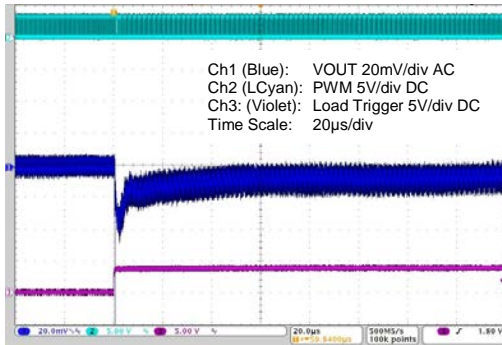 Ch1 (Blue): VOUT 20mV/div AC
Ch2 (LCyan): PWM 5V/div DC
Ch3: (Violet): Load Trigger 5V/div DC
Time Scale: 20µs/div
20.0mV 2 5.00 V 5.00 V 20.0µs 500MS/s 1.80 V
100k points